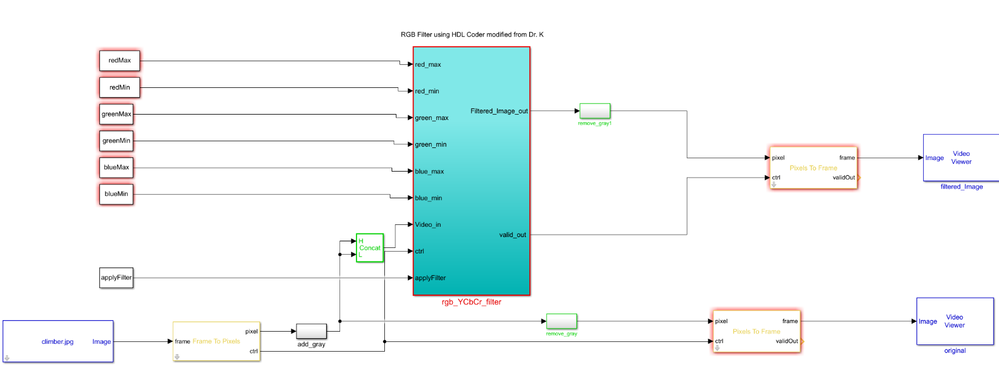 RGB Filter using HDL Coder modified from Dr. K
redMax
red_max
redMin
red_min
greenMax
green_max
Filtered_Image_out
remove_gray1
greenMin
green_min
blueMax
blue_max
pixel
frame
Pixels To Frame
ctrl
validOut
Image
Video
Viewer
filtered_Image
blueMin
blue_min
Video_in
valid_out
H
Concat
L
ctrl
applyFilter
applyFilter
rgb_YCbCr_filter
climber.jpg
Image
frame
Frame To Pixels
pixel
ctrl
add_gray
remove_gray
pixel
frame
Pixels To Frame
ctrl
validOut
Image
Video
Viewer
original